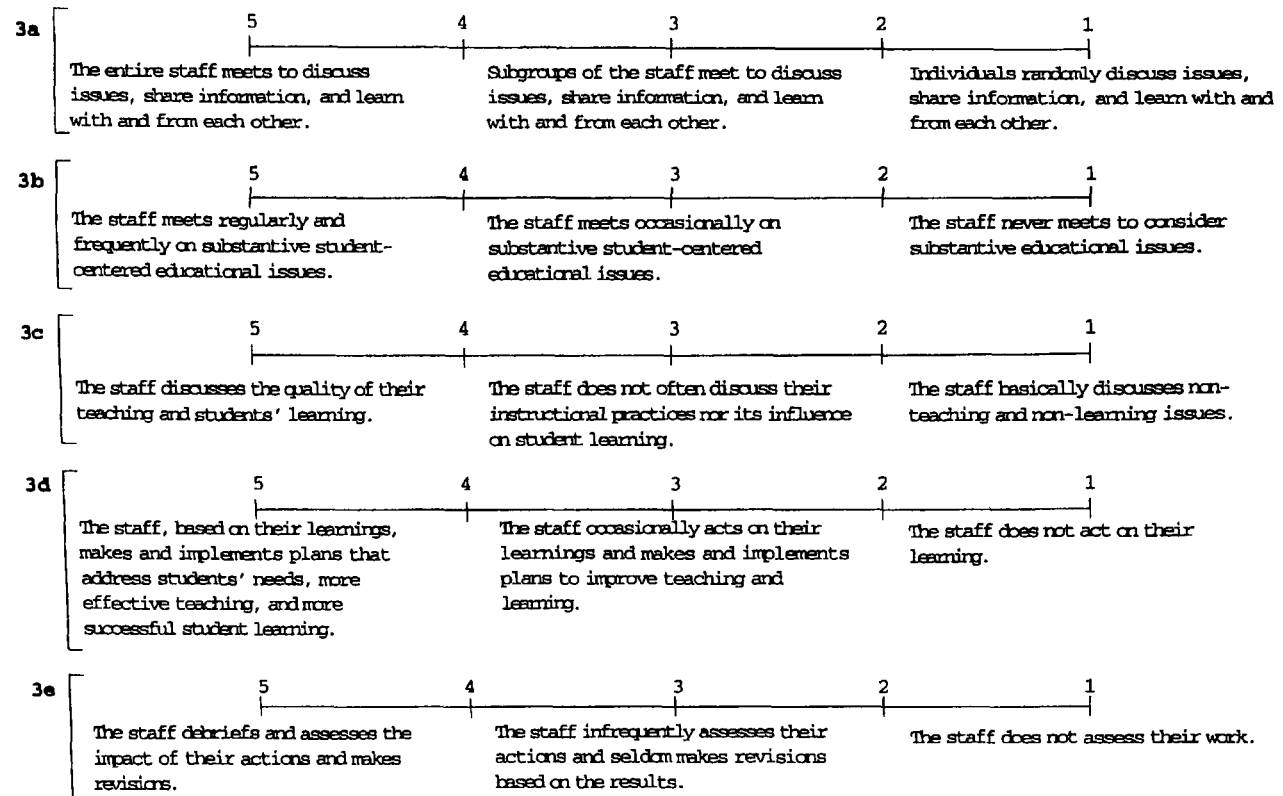 3a
5 4 3 2 1
The entire staff meets to discuss
issues, share information, and learn
with and from each other.
Subgroups of the staff meet to discuss
issues, share information, and learn
with and from each other.
Individuals randomly discuss issues,
share information, and learn with and
from each other.
3b
5 4 3 2 1
The staff meets regularly and
frequently on substantive student-
centered educational issues.
The staff meets occasionally on
substantive student-centered
educational issues.
The staff never meets to consider
substantive educational issues.
3c
5 4 3 2 1
The staff discusses the quality of their
teaching and students' learning.
The staff does not often discuss their
instructional practices nor its influence
on student learning.
The staff basically discusses non-
teaching and non-learning issues.
3d
5 4 3 2 1
The staff, based on their learnings,
makes and implements plans that
address students' needs, more
effective teaching, and more
successful student learning.
The staff occasionally acts on their
learnings and makes and implements
plans to improve teaching and
learning.
The staff does not act on their
learning.
3e
5 4 3 2 1
The staff debriefs and assesses the
impact of their actions and makes
revisions.
The staff infrequently assesses their
actions and seldom makes revisions
based on the results.
The staff does not assess their work.